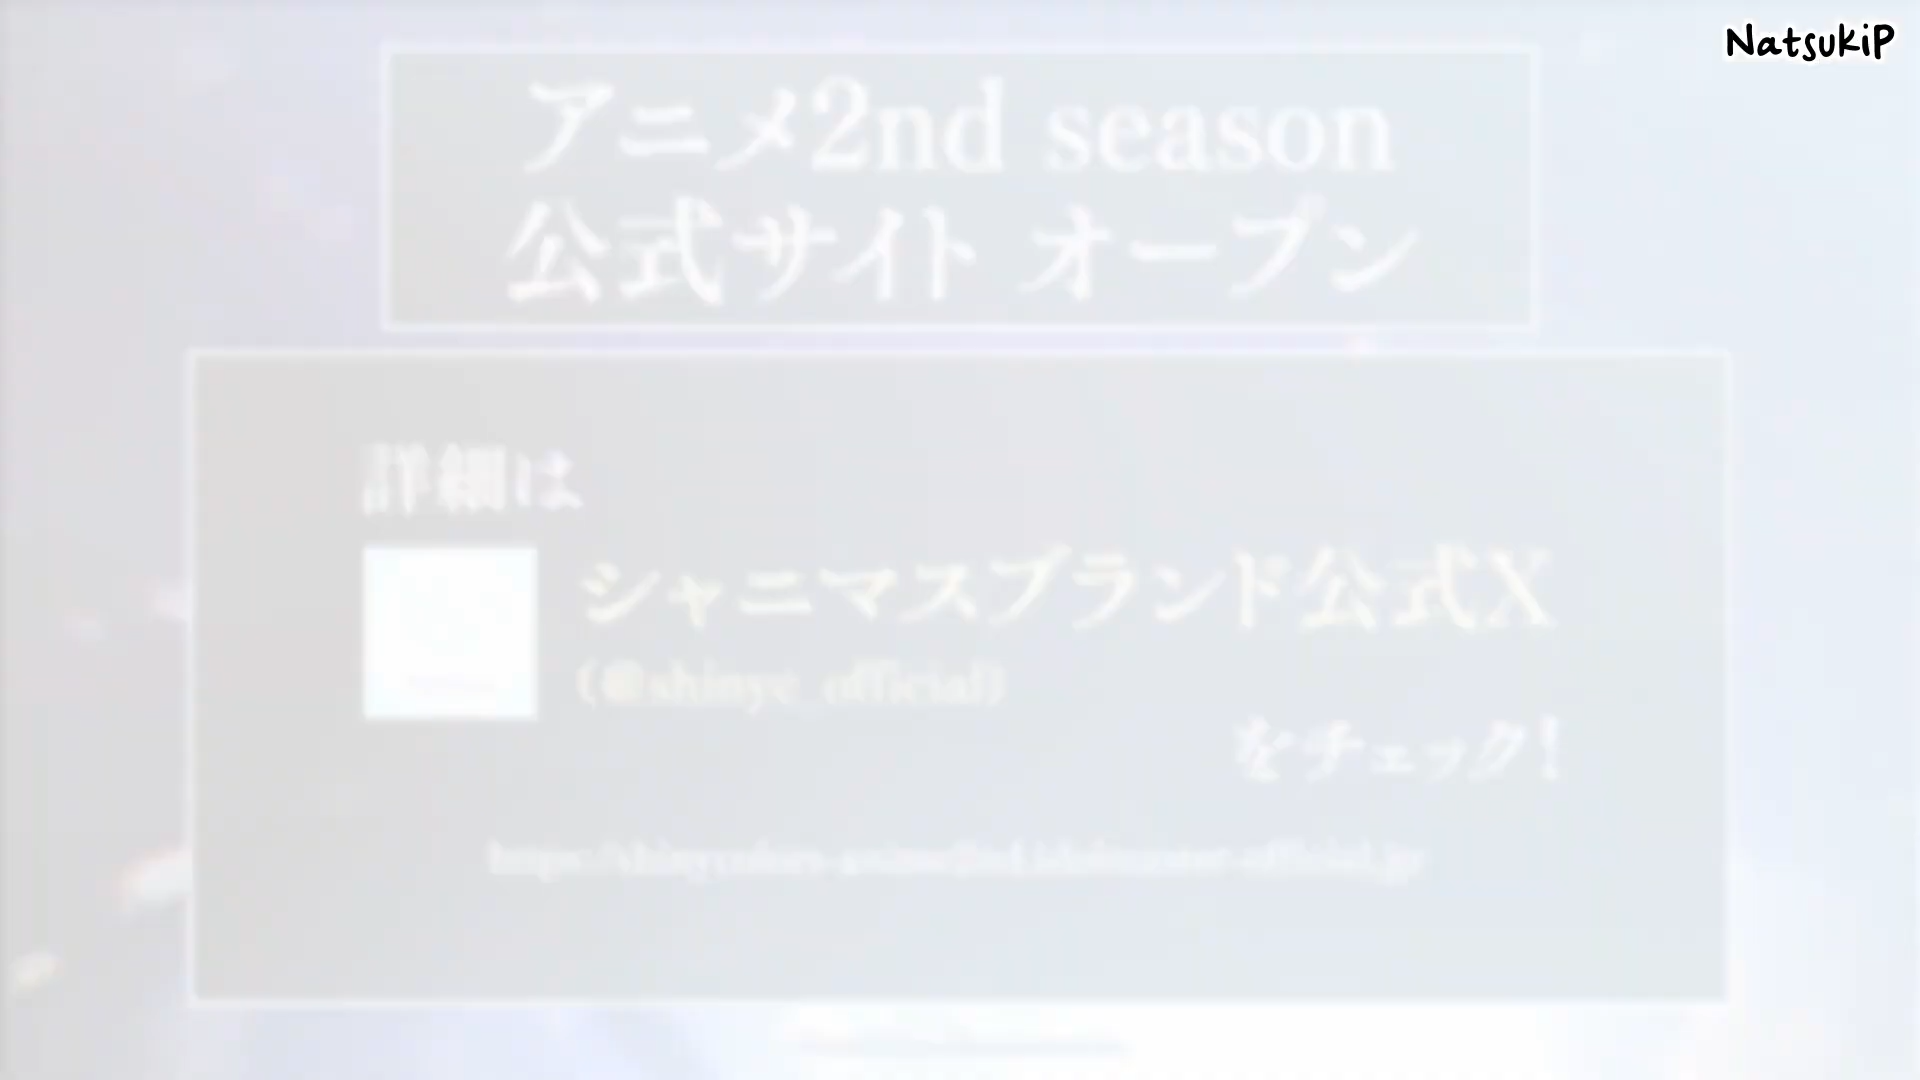 NatsukiP
アニメ2nd season
公式サイト オープン
詳細は
シャニマスブランド公式X
(@shinyc_official)
をチェック！